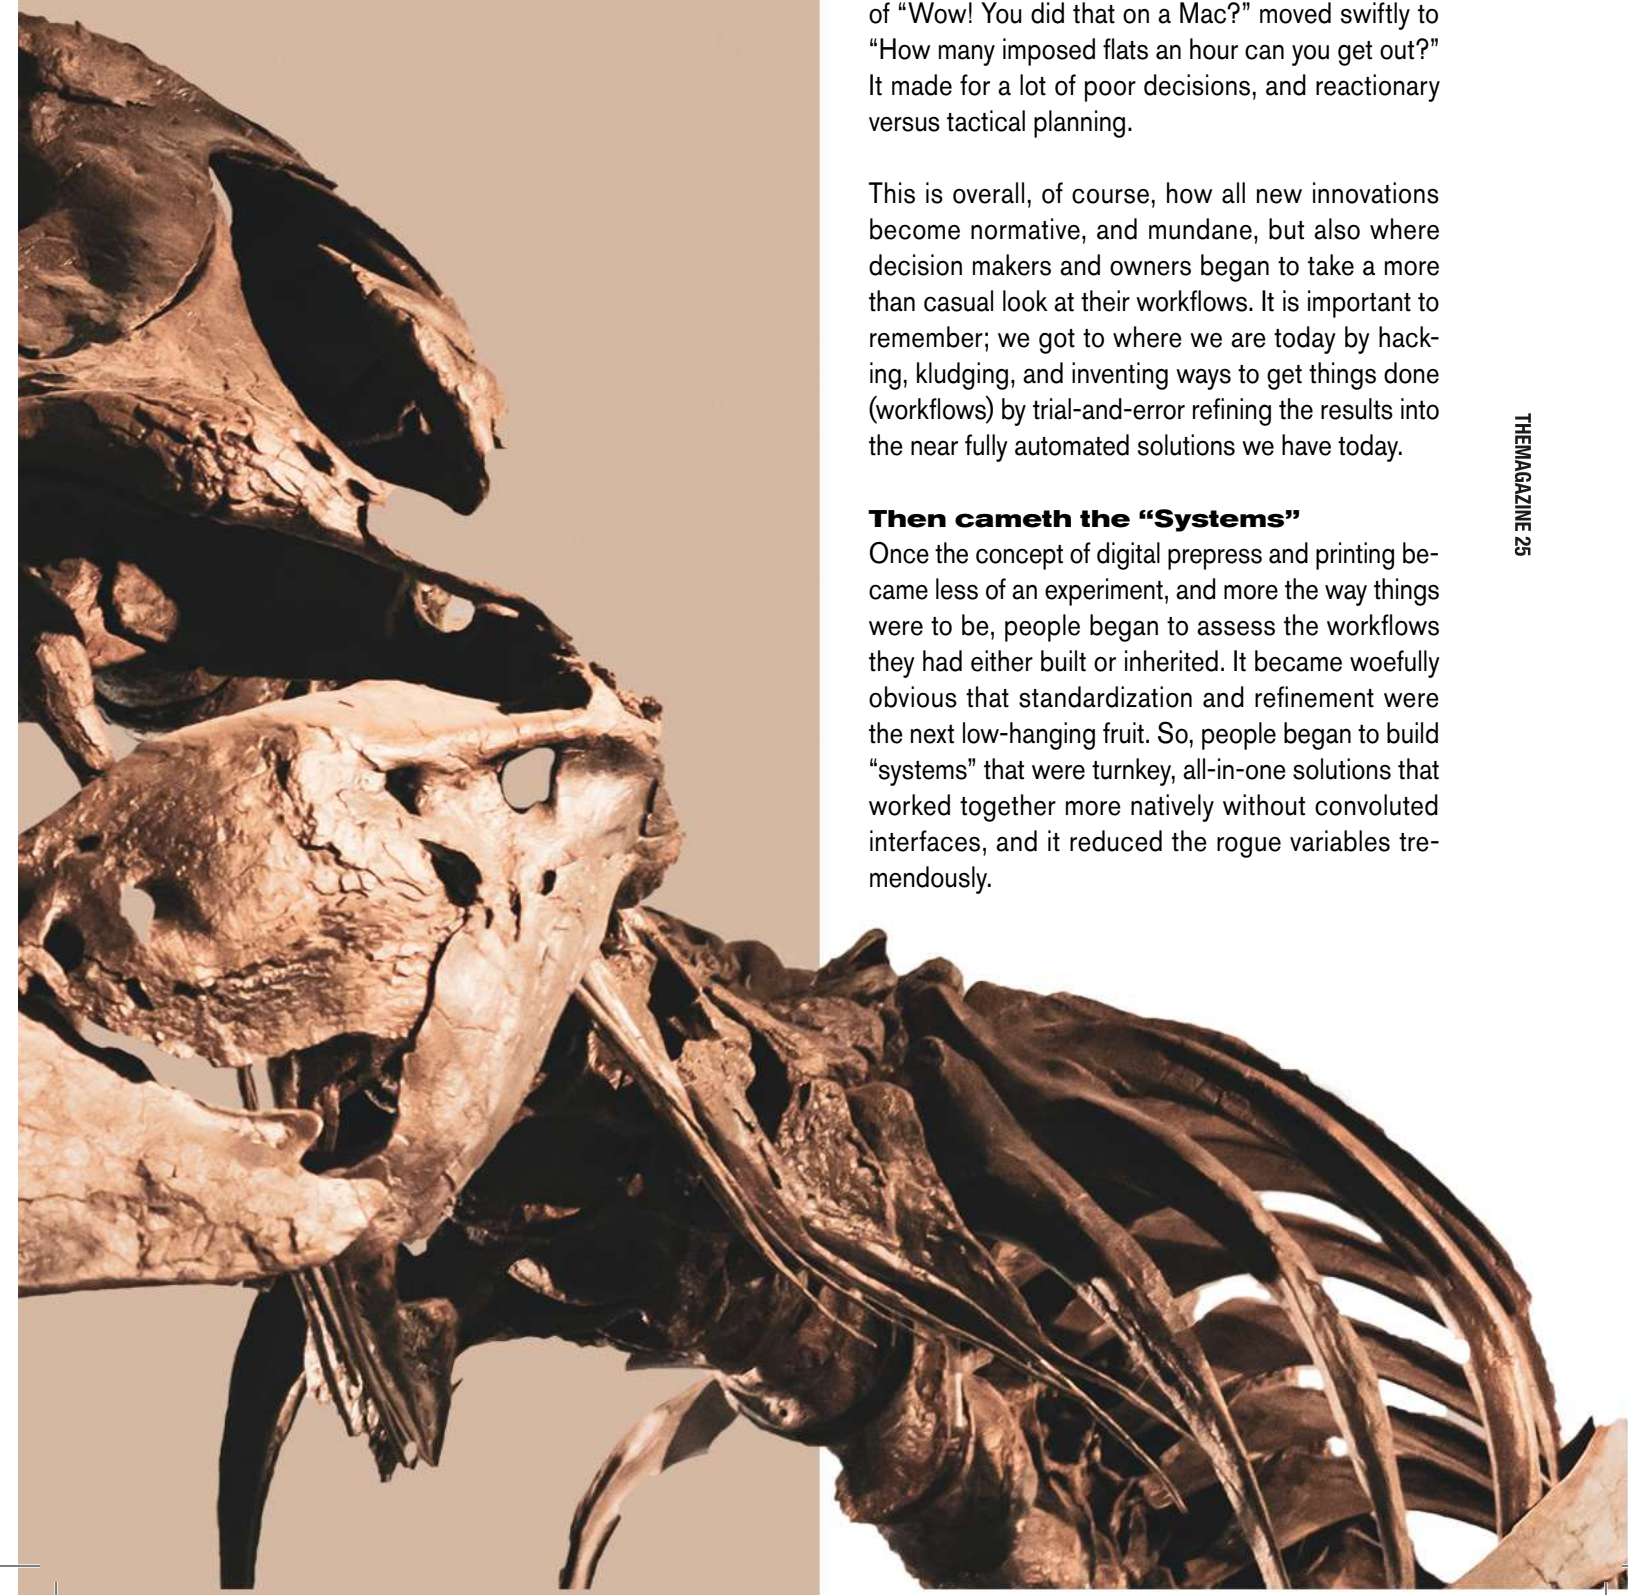 of “Wow! You did that on a Mac?” moved swiftly to
“How many imposed flats an hour can you get out?”
It made for a lot of poor decisions, and reactionary
versus tactical planning.
This is overall, of course, how all new innovations
become normative, and mundane, but also where
decision makers and owners began to take a more
than casual look at their workflows. It is important to
remember; we got to where we are today by hack-
ing, kludging, and inventing ways to get things done
(workflows) by trial-and-error refining the results into
the near fully automated solutions we have today.
Then cameth the “Systems”
Once the concept of digital prepress and printing be-
came less of an experiment, and more the way things
were to be, people began to assess the workflows
they had either built or inherited. It became woefully
obvious that standardization and refinement were
the next low-hanging fruit. So, people began to build
“systems” that were turnkey, all-in-one solutions that
worked together more natively without convoluted
interfaces, and it reduced the rogue variables tre-
mendously.
THEMAGAZINE 25